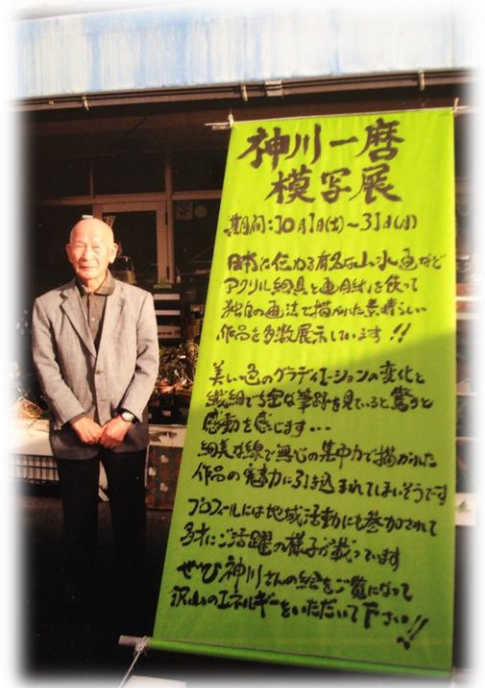 神川一磨
模写展
期間:10月1日(土)~31日(月)
日本に伝わる有名な山水画など
アクリル絵具と画用紙を使って
独自の画法で描かれた素晴らしい
作品を多数展示しています!!
美しい色のグラディエーションの変化と
繊細で緻密な筆跡を見ていると、驚きと
感動を感じます...
細美な線で無心の集中力で描かれた
作品の魅力に引き込まれてしまいそうです
プロフィールには地域活動にも参加されて
多才にご活躍の様子が載っています
ぜひ神川さんの絵をご覧になって
沢山のエネルギーをいただいて下さい!!